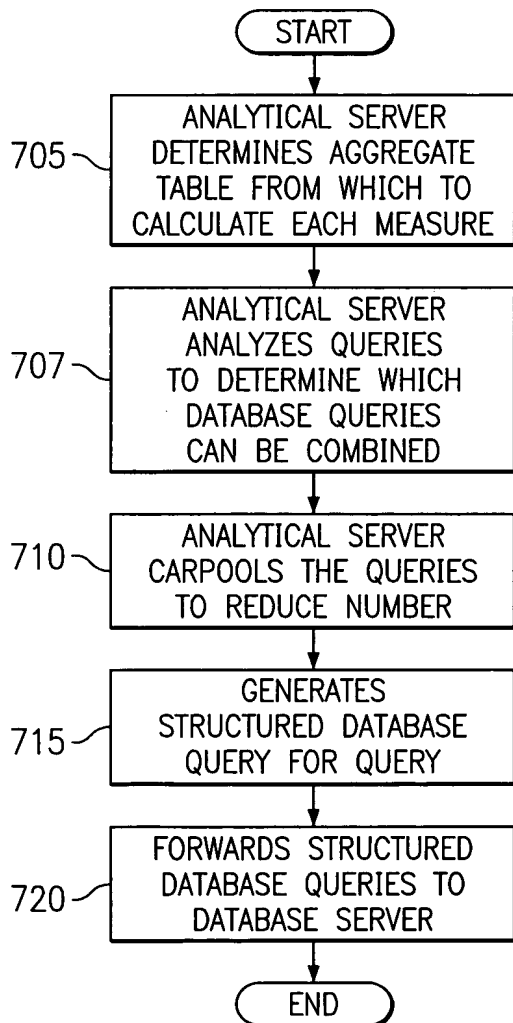 START
705
ANALYTICAL SERVER
DETERMINES AGGREGATE
TABLE FROM WHICH TO
CALCULATE EACH MEASURE
707
ANALYTICAL SERVER
ANALYZES QUERIES
TO DETERMINE WHICH
DATABASE QUERIES
CAN BE COMBINED
710
ANALYTICAL SERVER
CARPOOLS THE QUERIES
TO REDUCE NUMBER
715
GENERATES
STRUCTURED DATABASE
QUERY FOR QUERY
720
FORWARDS STRUCTURED
DATABASE QUERIES TO
DATABASE SERVER
END